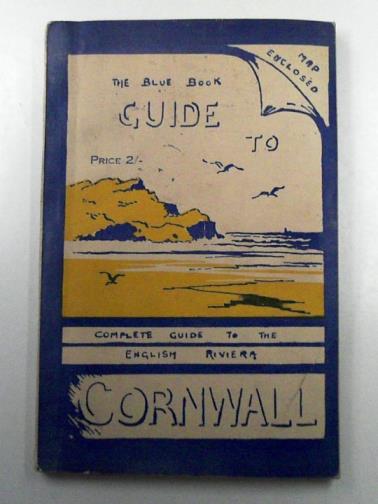 MAP
ENCLOSED
THE BLUE BOOK
GUIDE
TO
PRICE 2/-
COMPLETE GUIDE TO THE
ENGLISH RIVIERA
CORNWALL